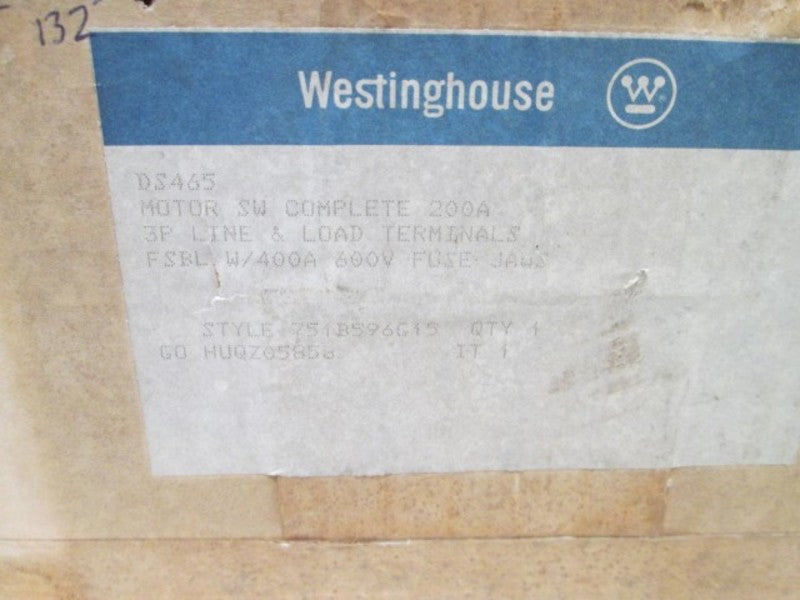 132
Westinghouse W
DS465
MOTOR SW COMPLETE 200A
3P LINE & LOAD TERMINALS
FSBL W/400A 600V FUSE JAWS
STYLE 751B596G15 QTY 1
GO IT 1